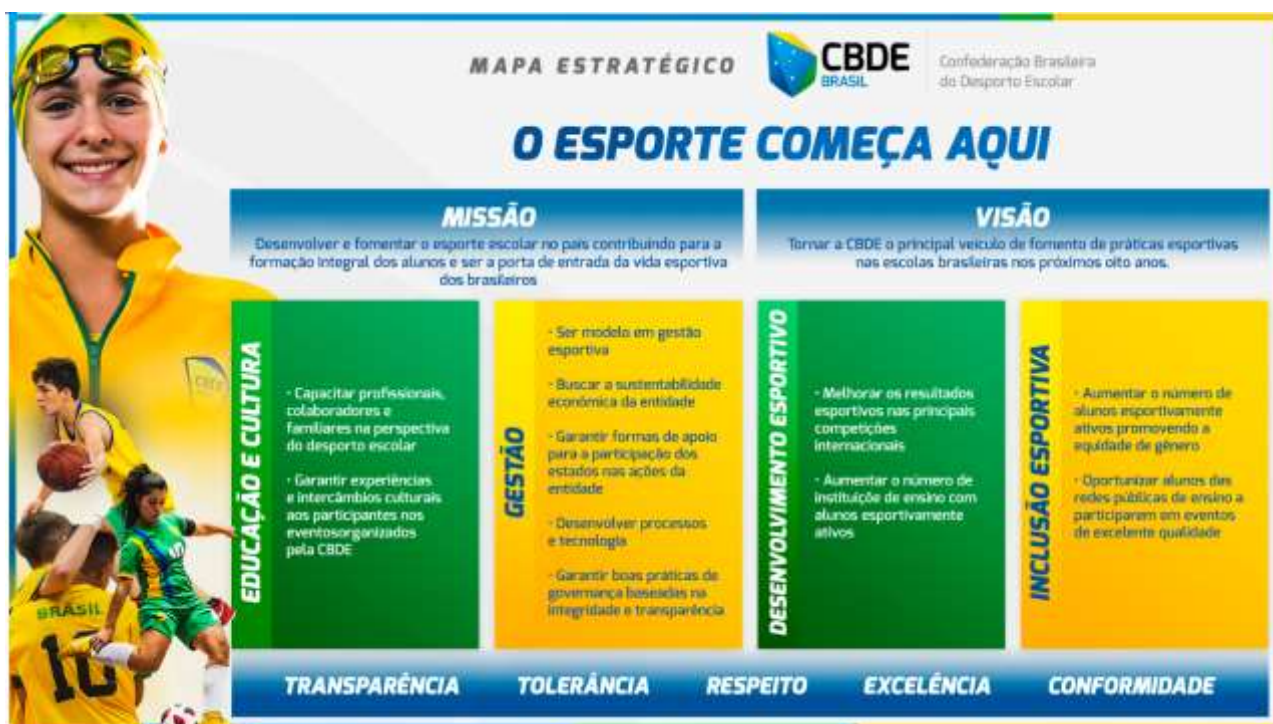 MAPA ESTRATÉGICO
CBDE
BRASIL
Confederação Brasileira
do Desporto Escolar
O ESPORTE COMEÇA AQUI
MISSÃO
Desenvolver e fomentar o esporte escolar no país contribuindo para a
formação integral dos alunos e ser a porta de entrada da vida esportiva
dos brasileiros
VISÃO
Tornar a CBDE o principal veículo de fomento de práticas esportivas
nas escolas brasileiras nos próximos oito anos.
EDUCAÇÃO E CULTURA
• Capacitar profissionais,
colaboradores e
familiares na perspectiva
do desporto escolar
• Garantir experiências
e intercâmbios culturais
aos participantes nos
eventosorganizados
pela CBDE
GESTÃO
• Ser modelo em gestão
esportiva
• Buscar a sustentabilidade
econômica da entidade
• Garantir formas de apoio
para a participação dos
estados nas ações da
entidade
• Desenvolver processos
e tecnologia
• Garantir boas práticas de
governança baseadas na
integridade e transparência
DESENVOLVIMENTO ESPORTIVO
• Melhorar os resultados
esportivos nas principais
competições
internacionais
• Aumentar o número de
instituiçõe de ensino com
alunos esportivamente
ativos
INCLUSÃO ESPORTIVA
• Aumentar o número de
alunos esportivamente
ativos promovendo a
equidade de gênero
• Oportunizar alunos das
redes públicas de ensino a
participarem em eventos
de excelente qualidade
CBDE
BRASIL
10
TRANSPARÊNCIA
TOLERÂNCIA
RESPEITO
EXCELÊNCIA
CONFORMIDADE